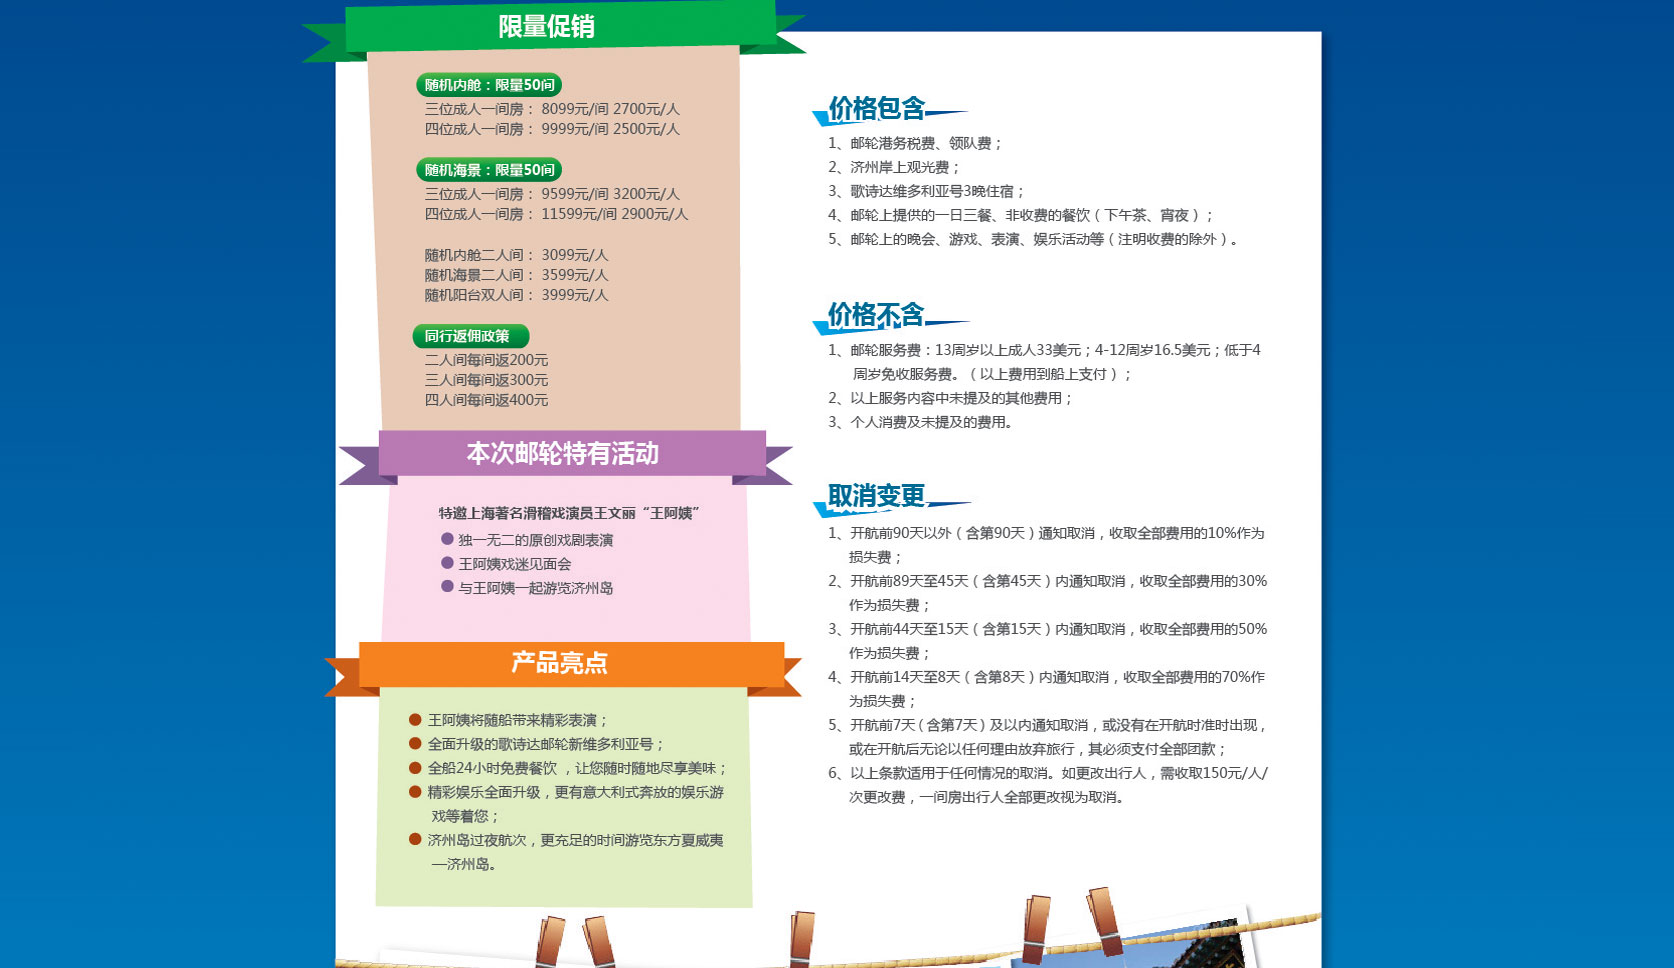 限量促销
随机内舱：限量50间
三位成人一间房： 8099元/间 2700元/人
四位成人一间房： 9999元/间 2500元/人
随机海景：限量50间
三位成人一间房： 9599元/间 3200元/人
四位成人一间房： 11599元/间 2900元/人
随机内舱二人间： 3099元/人
随机海景二人间： 3599元/人
随机阳台双人间： 3999元/人
同行返佣政策
二人间每间返200元
三人间每间返300元
四人间每间返400元
本次邮轮特有活动
特邀上海著名滑稽戏演员王文丽“王阿姨”
独一无二的原创戏剧表演
王阿姨戏迷见面会
与王阿姨一起游览济州岛
产品亮点
王阿姨将随船带来精彩表演；
全面升级的歌诗达邮轮新维多利亚号；
全船24小时免费餐饮 ，让您随时随地尽享美味；
精彩娱乐全面升级，更有意大利式奔放的娱乐游
戏等着您；
济州岛过夜航次，更充足的时间游览东方夏威夷
—济州岛。
价格包含
1、邮轮港务税费、领队费；
2、济州岸上观光费；
3、歌诗达维多利亚号3晚住宿；
4、邮轮上提供的一日三餐、非收费的餐饮（下午茶、宵夜）；
5、邮轮上的晚会、游戏、表演、娱乐活动等（注明收费的除外）。
价格不含
1、邮轮服务费：13周岁以上成人33美元；4-12周岁16.5美元；低于4
周岁免收服务费。（以上费用到船上支付）；
2、以上服务内容中未提及的其他费用；
3、个人消费及未提及的费用。
取消变更
1、开航前90天以外（含第90天）通知取消，收取全部费用的10%作为
损失费；
2、开航前89天至45天（含第45天）内通知取消，收取全部费用的30%
作为损失费；
3、开航前44天至15天（含第15天）内通知取消，收取全部费用的50%
作为损失费；
4、开航前14天至8天（含第8天）内通知取消，收取全部费用的70%作
为损失费；
5、开航前7天（含第7天）及以内通知取消，或没有在开航时准时出现，
或在开航后无论以任何理由放弃旅行，其必须支付全部团款；
6、以上条款适用于任何情况的取消。如更改出行人，需收取150元/人/
次更改费，一间房出行人全部更改视为取消。